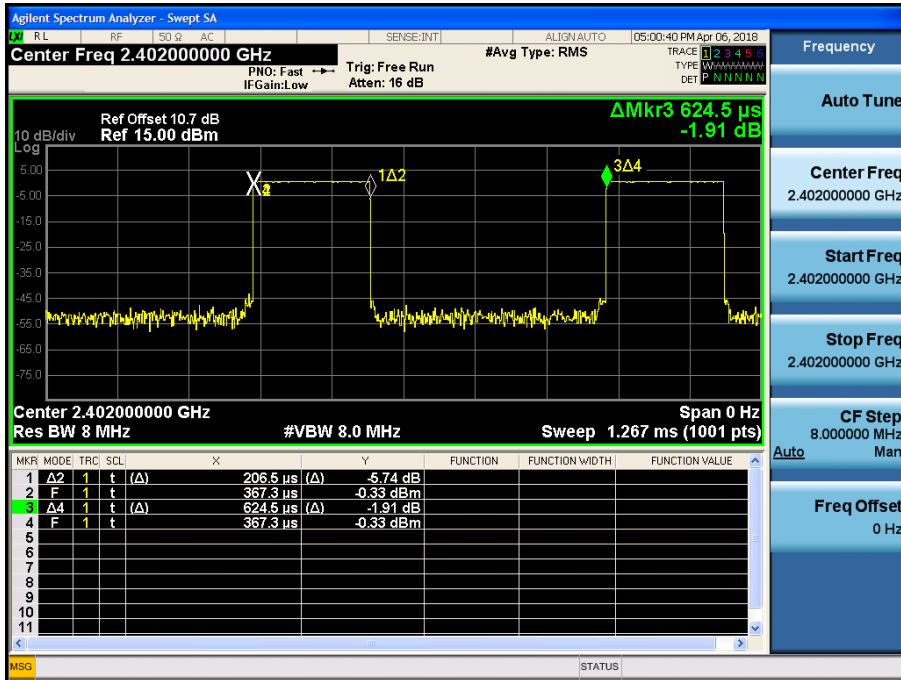 Agilent Spectrum Analyzer - Swept SA
LXI RL RF 50 Ω AC SENSE:INT ALIGNAUTO 05:00:40 PM Apr 06, 2018
Center Freq 2.402000000 GHz
PNO: Fast
IFGain:Low
Trig: Free Run
Atten: 16 dB
#Avg Type: RMS
TRACE 1 2 3 4 5 6
TYPE
DET P N N N N N
ΔMkr3 624.5 µs
-1.91 dB
Ref Offset 10.7 dB
10 dB/div Ref 15.00 dBm
Log
5.00
-5.00
-15.0
-25.0
-35.0
-45.0
-55.0
-65.0
-75.0
X 2 1Δ2 3Δ4
Center 2.402000000 GHz Span 0 Hz
Res BW 8 MHz #VBW 8.0 MHz Sweep 1.267 ms (1001 pts)
MKR MODE TRC SCL X Y FUNCTION FUNCTION WIDTH FUNCTION VALUE
1 Δ2 1 t (Δ) 206.5 µs (Δ) -5.74 dB
2 F 1 t 367.3 µs -0.33 dBm
3 Δ4 1 t (Δ) 624.5 µs (Δ) -1.91 dB
4 F 1 t 367.3 µs -0.33 dBm
5
6
7
8
9
10
11
MSG STATUS
Frequency
Auto Tune
Center Freq
2.402000000 GHz
Start Freq
2.402000000 GHz
Stop Freq
2.402000000 GHz
CF Step
8.000000 MHz
Auto Man
Freq Offset
0 Hz